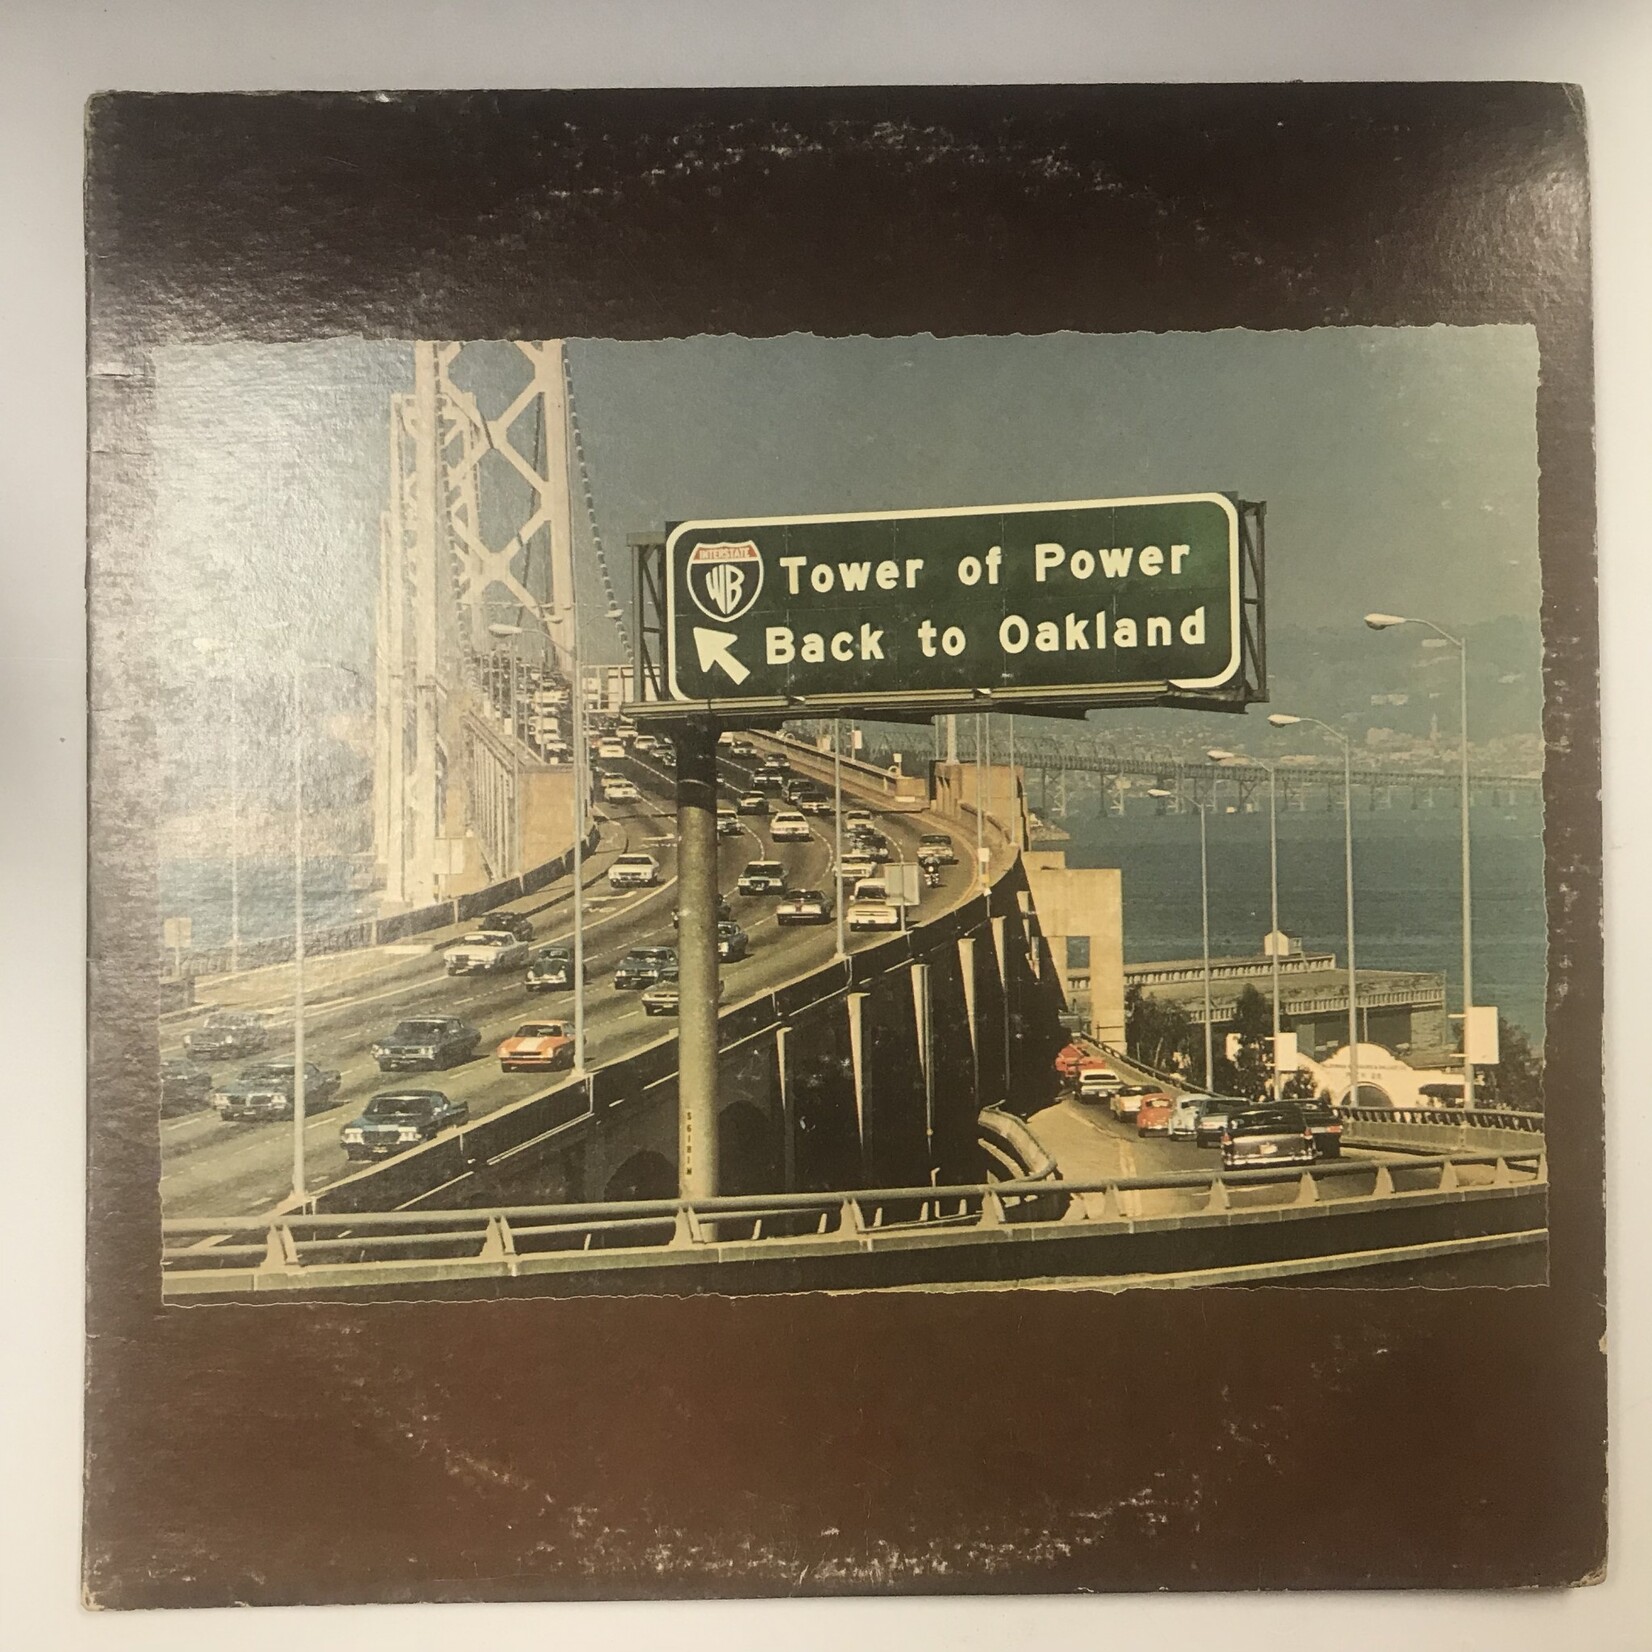 INTERSTATE
WB
Tower of Power
Back to Oakland